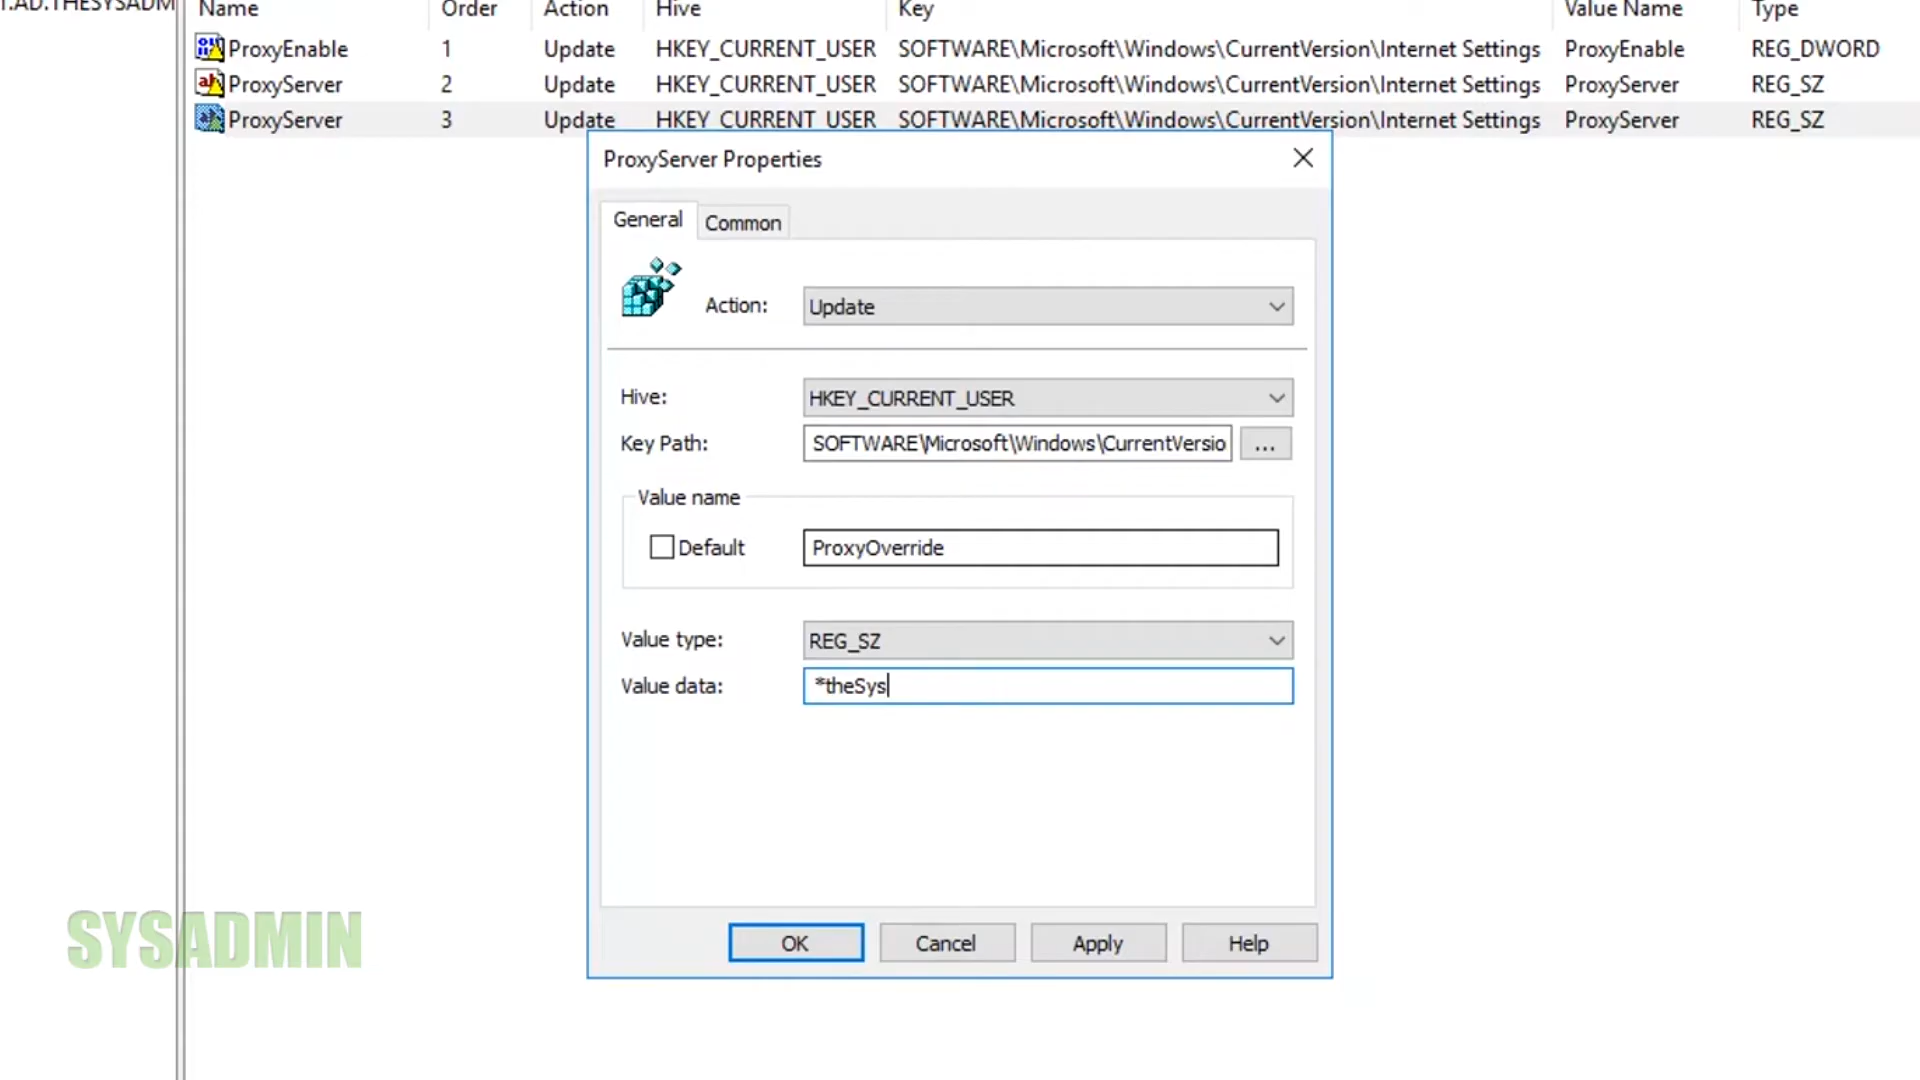 T.AD.THESYSADM
Name Order Action Hive Key Value Name Type
ProxyEnable 1 Update HKEY_CURRENT_USER SOFTWARE\Microsoft\Windows\CurrentVersion\Internet Settings ProxyEnable REG_DWORD
ProxyServer 2 Update HKEY_CURRENT_USER SOFTWARE\Microsoft\Windows\CurrentVersion\Internet Settings ProxyServer REG_SZ
ProxyServer 3 Update HKEY_CURRENT_USER SOFTWARE\Microsoft\Windows\CurrentVersion\Internet Settings ProxyServer REG_SZ
ProxyServer Properties
General Common
Action: Update
Hive: HKEY_CURRENT_USER
Key Path: SOFTWARE\Microsoft\Windows\CurrentVersio ...
Value name
Default ProxyOverride
Value type: REG_SZ
Value data: *theSys
OK Cancel Apply Help
SYSADMIN